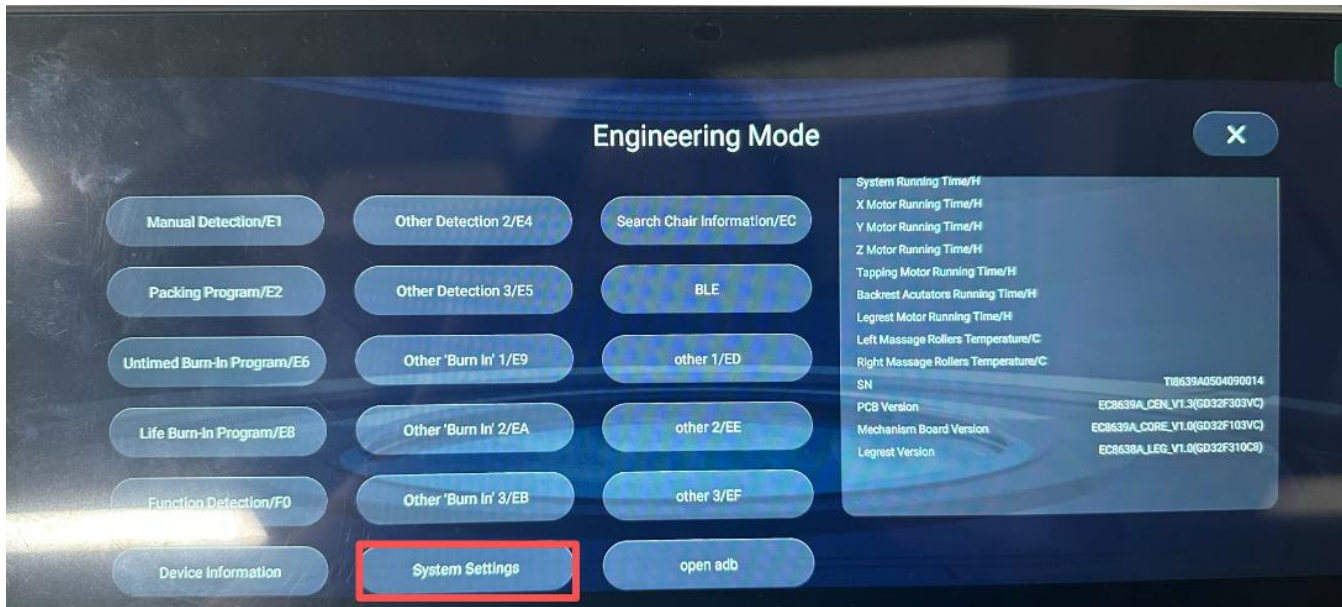 Engineering Mode
X
Manual Detection/E1
Packing Program/E2
Untimed Burn-In Program/E6
Life Burn-In Program/E8
Function Detection/F0
Device Information
Other Detection 2/E4
Other Detection 3/E5
Other 'Burn In' 1/E9
Other 'Burn In' 2/EA
Other 'Burn In' 3/EB
System Settings
Search Chair Information/EC
BLE
other 1/ED
other 2/EE
other 3/EF
open adb
System Running Time/H
X Motor Running Time/H
Y Motor Running Time/H
Z Motor Running Time/H
Tapping Motor Running Time/H
Backrest Acutators Running Time/H
Legrest Motor Running Time/H
Left Massage Rollers Temperature/C
Right Massage Rollers Temperature/C
SN TI8639A0504090014
PCB Version EC8639A_CEN_V1.3(GD32F303VC)
Mechanism Board Version EC8639A_CORE_V1.0(GD32F103VC)
Legrest Version EC8638A_LEG_V1.0(GD32F310C8)